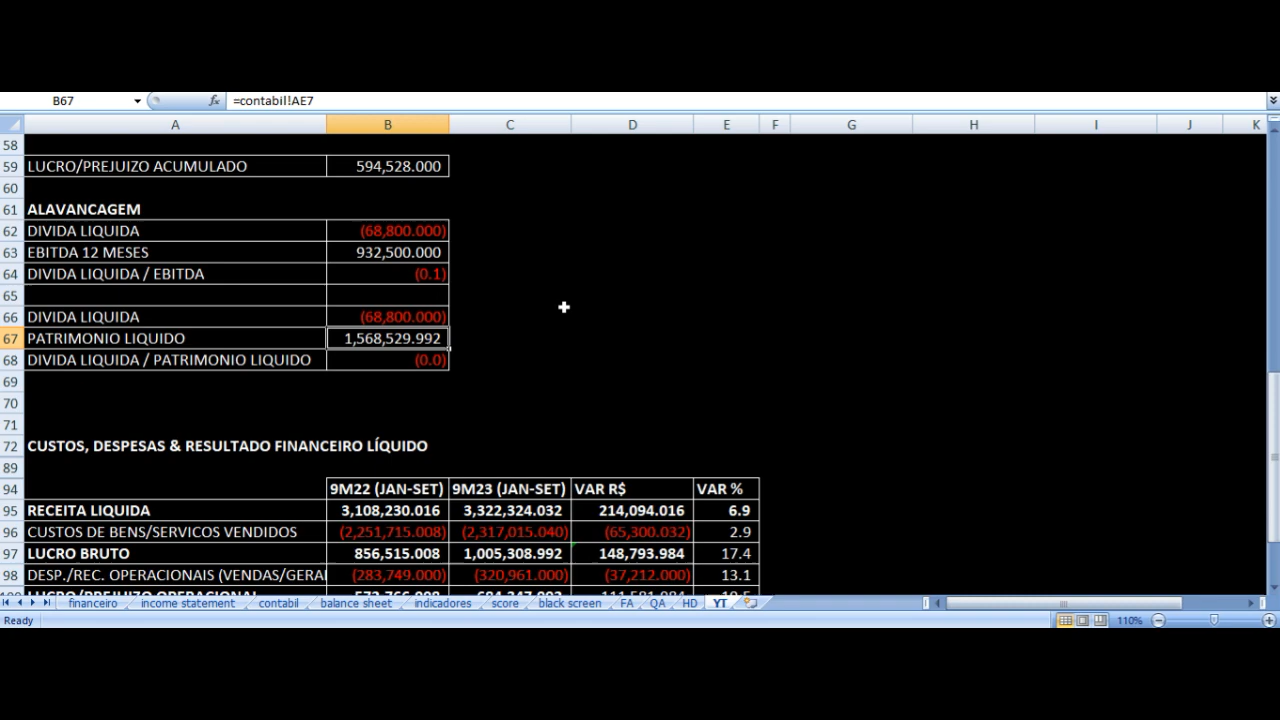 B67 fx =contabil!AE7
A B C D E F G H I J K
58
59 LUCRO/PREJUIZO ACUMULADO 594,528.000
60
61 ALAVANCAGEM
62 DIVIDA LIQUIDA (68,800.000)
63 EBITDA 12 MESES 932,500.000
64 DIVIDA LIQUIDA / EBITDA (0.1)
65
66 DIVIDA LIQUIDA (68,800.000)
67 PATRIMONIO LIQUIDO 1,568,529.992
68 DIVIDA LIQUIDA / PATRIMONIO LIQUIDO (0.0)
69
70
71
72 CUSTOS, DESPESAS & RESULTADO FINANCEIRO LÍQUIDO
89
94 9M22 (JAN-SET) 9M23 (JAN-SET) VAR R$ VAR %
95 RECEITA LIQUIDA 3,108,230.016 3,322,324.032 214,094.016 6.9
96 CUSTOS DE BENS/SERVICOS VENDIDOS (2,251,715.008) (2,317,015.040) (65,300.032) 2.9
97 LUCRO BRUTO 856,515.008 1,005,308.992 148,793.984 17.4
98 DESP./REC. OPERACIONAIS (VENDAS/GERAI (283,749.000) (320,961.000) (37,212.000) 13.1
LUCRO/PREJUIZO OPERACIONAL
financeiro income statement contabil balance sheet indicadores score black screen FA QA HD YT
Ready 110%